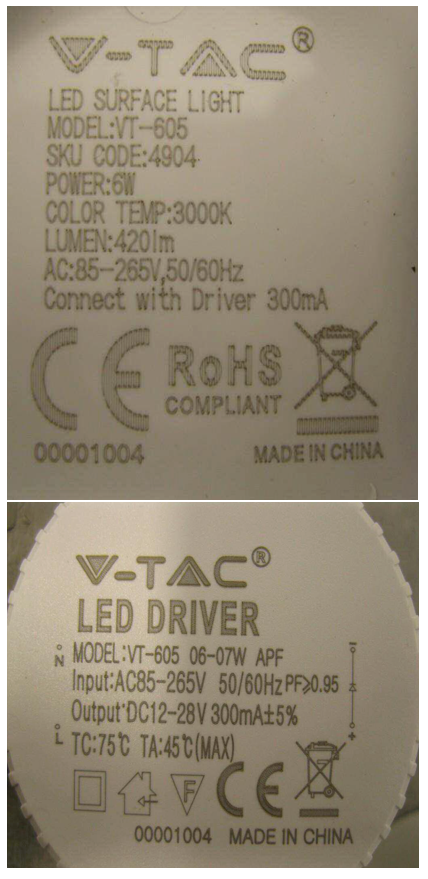 V-TAC®
LED SURFACE LIGHT
MODEL:VT-605
SKU CODE:4904
POWER:6W
COLOR TEMP:3000K
LUMEN:420lm
AC:85-265V,50/60Hz
Connect with Driver 300mA
CE RoHS
COMPLIANT
00001004 MADE IN CHINA
V-TAC®
LED DRIVER
N MODEL:VT-605 06-07W APF -
Input:AC85-265V 50/60Hz PF≥0.95
Output:DC12-28V 300mA±5%
L TC:75℃ TA:45℃(MAX) +
F CE
00001004 MADE IN CHINA